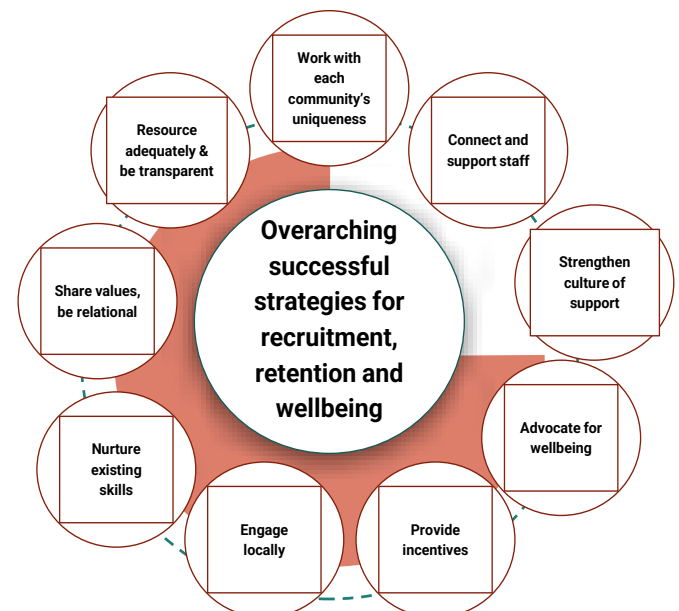 Work with
each
community's
uniqueness
Connect and
support staff
Strengthen
culture of
support
Advocate for
wellbeing
Provide
incentives
Engage
locally
Nurture
existing
skills
Share values,
be relational
Resource
adequately &
be transparent
Overarching
successful
strategies for
recruitment,
retention and
wellbeing